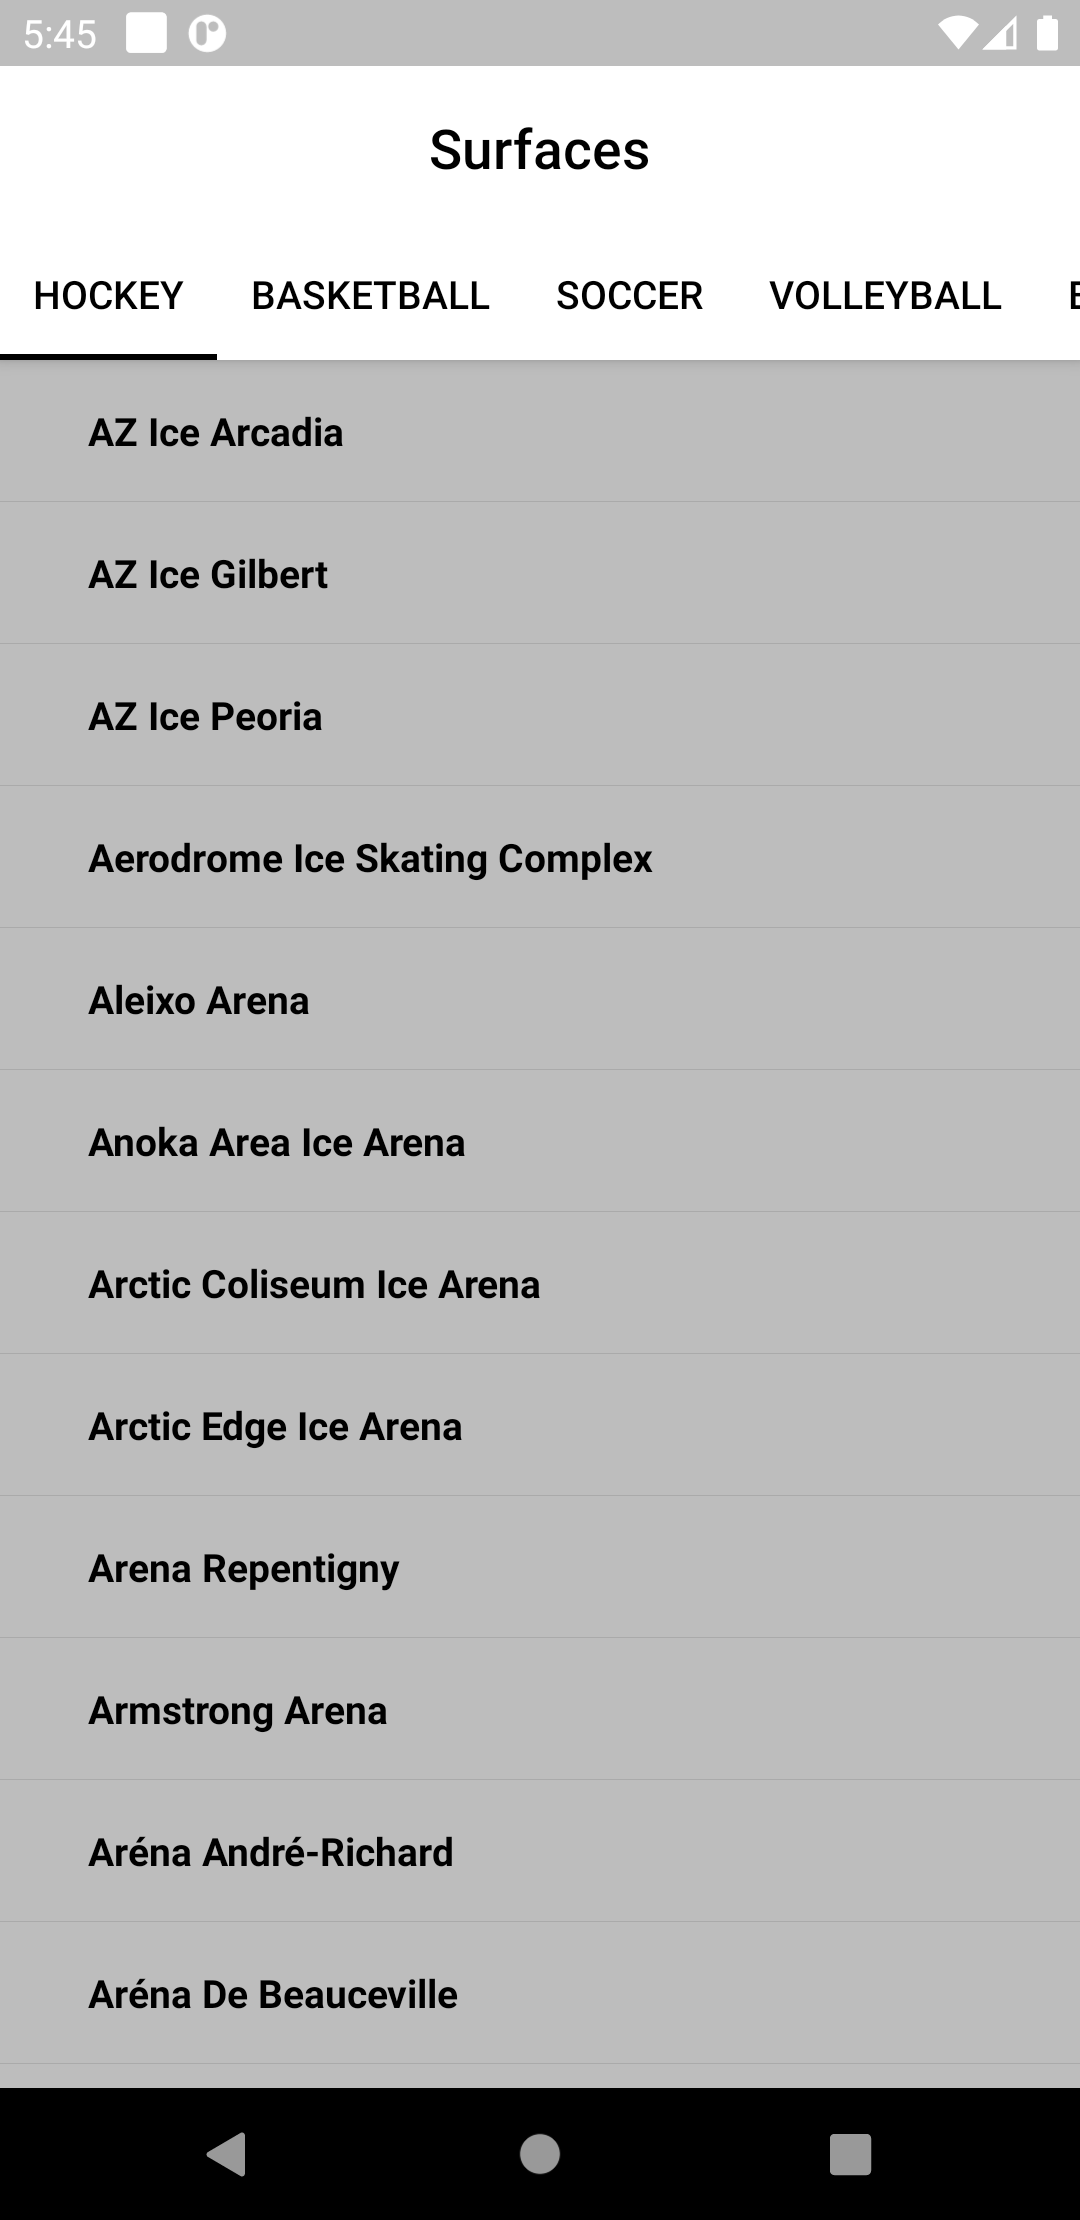 5:45
Surfaces
HOCKEY BASKETBALL SOCCER VOLLEYBALL
AZ Ice Arcadia
AZ Ice Gilbert
AZ Ice Peoria
Aerodrome Ice Skating Complex
Aleixo Arena
Anoka Area Ice Arena
Arctic Coliseum Ice Arena
Arctic Edge Ice Arena
Arena Repentigny
Armstrong Arena
Aréna André-Richard
Aréna De Beauceville